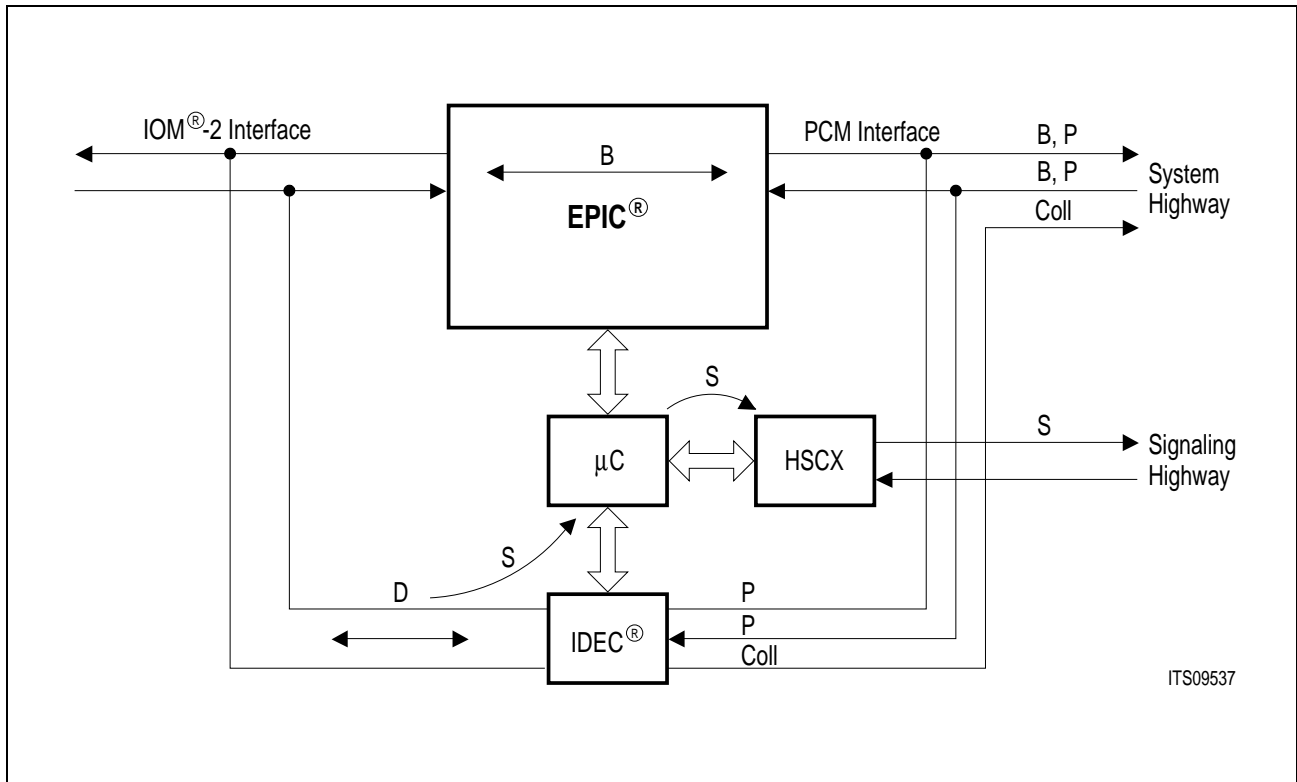 IOM®-2 Interface
PCM Interface
B, P
B
B, P
System
Highway
EPIC®
Coll
S
S
μC
HSCX
Signaling
Highway
S
D
P
P
IDEC®
Coll
ITS09537